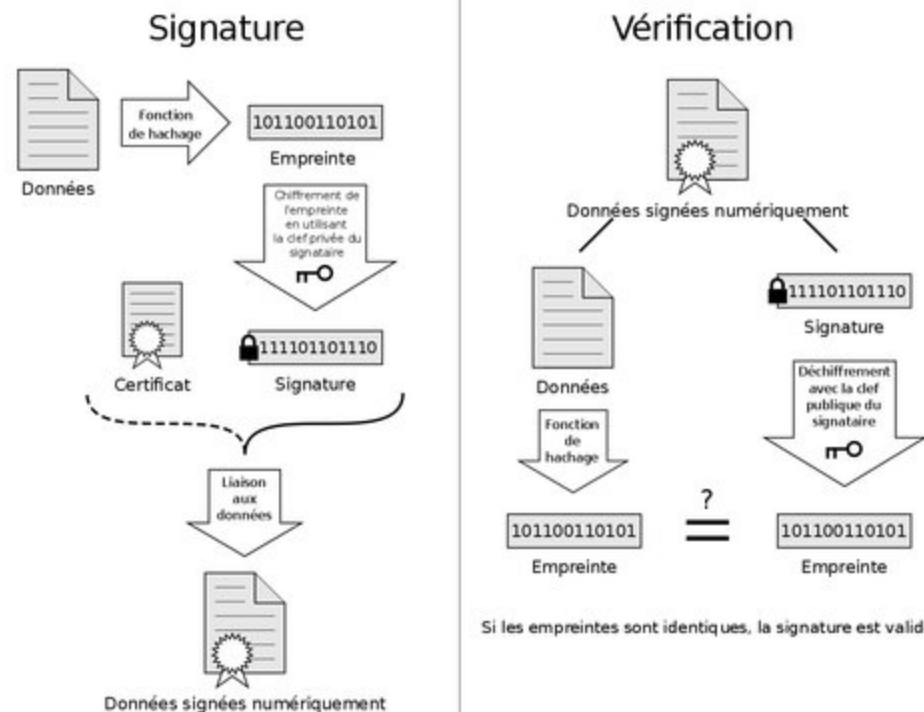 Signature
Fonction
de hachage
101100110101
Empreinte
Données
Chiffrement de
l'empreinte
en utilisant
la clef privée du
signataire
111101101110
Certificat
Signature
Liaison
aux
données
Données signées numériquement
Vérification
Données signées numériquement
Données
111101101110
Signature
Fonction
de
hachage
Déchiffrement
avec la clef
publique du
signataire
101100110101
Empreinte
?
101100110101
Empreinte
Si les empreintes sont identiques, la signature est valid